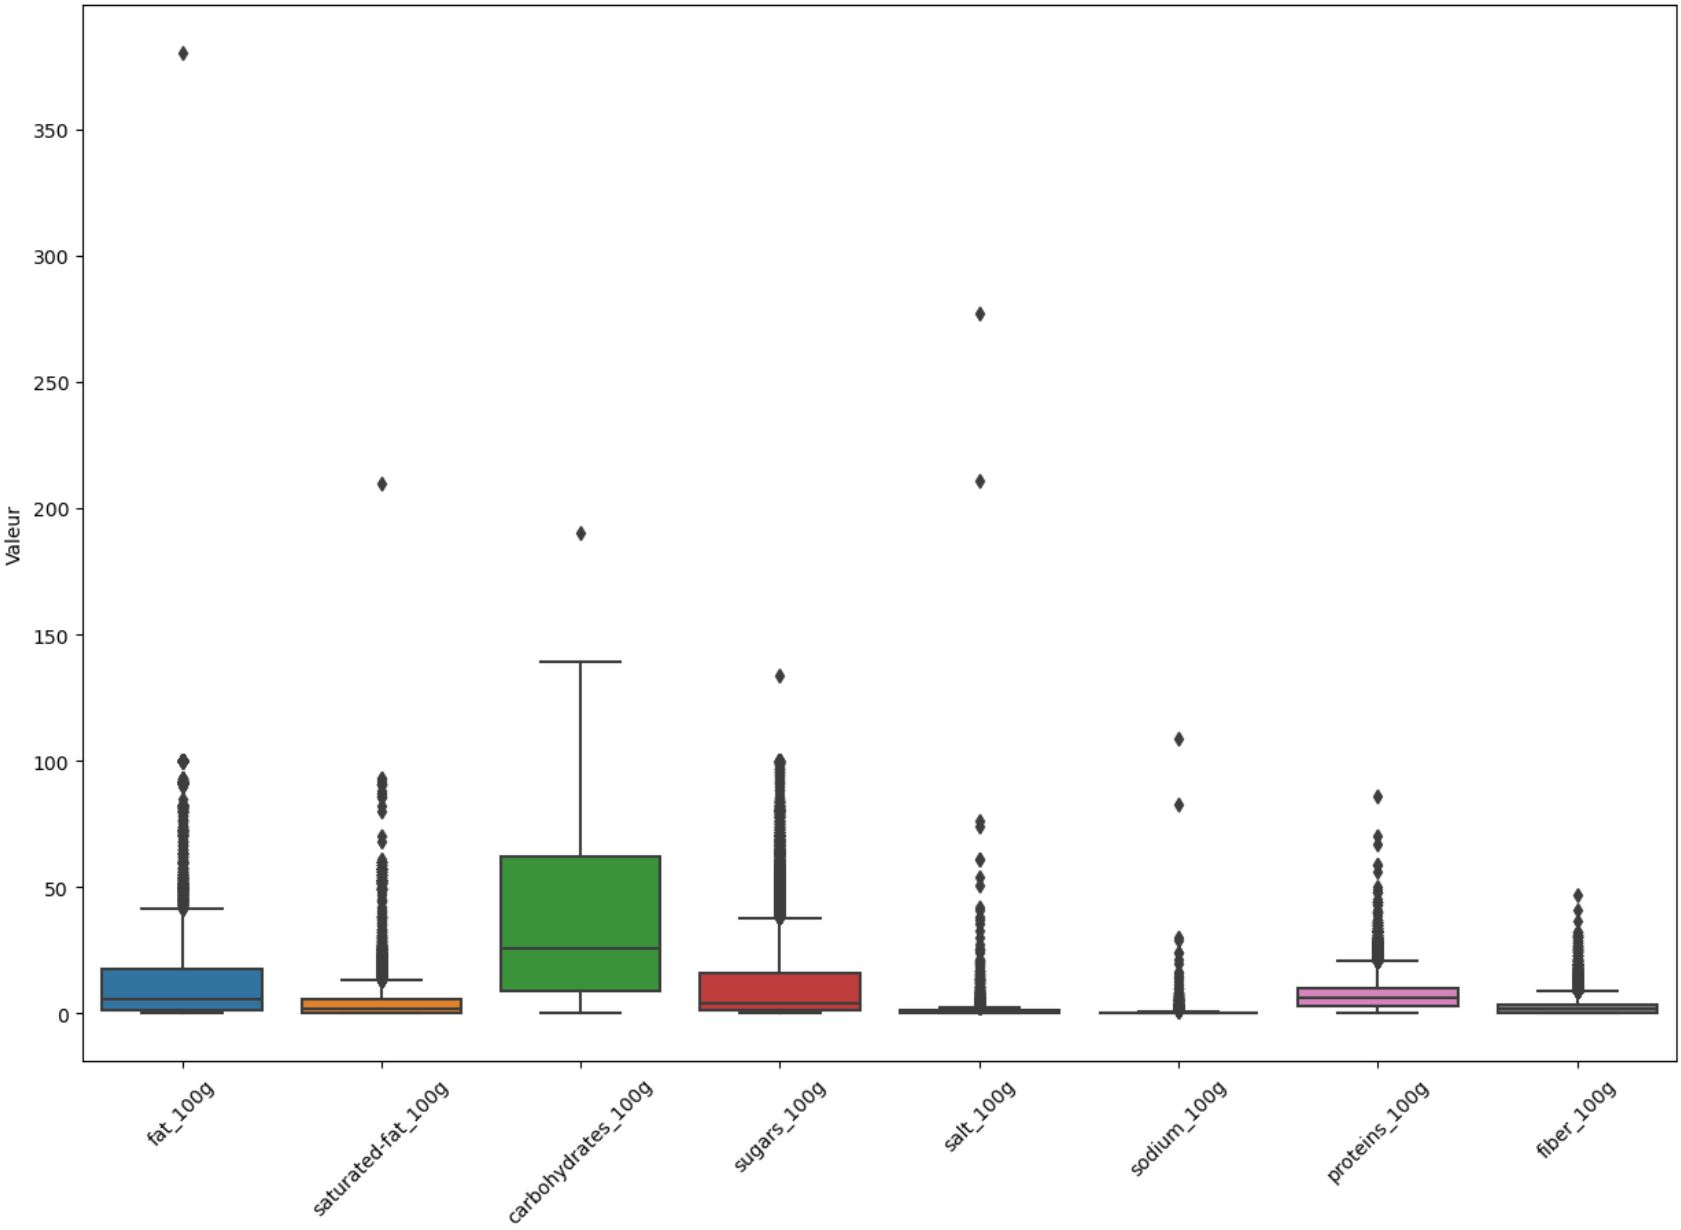 350
300
250
200
150
100
50
0
Valeur
fat_100g
saturated-fat_100g
carbohydrates_100g
sugars_100g
salt_100g
sodium_100g
proteins_100g
fiber_100g